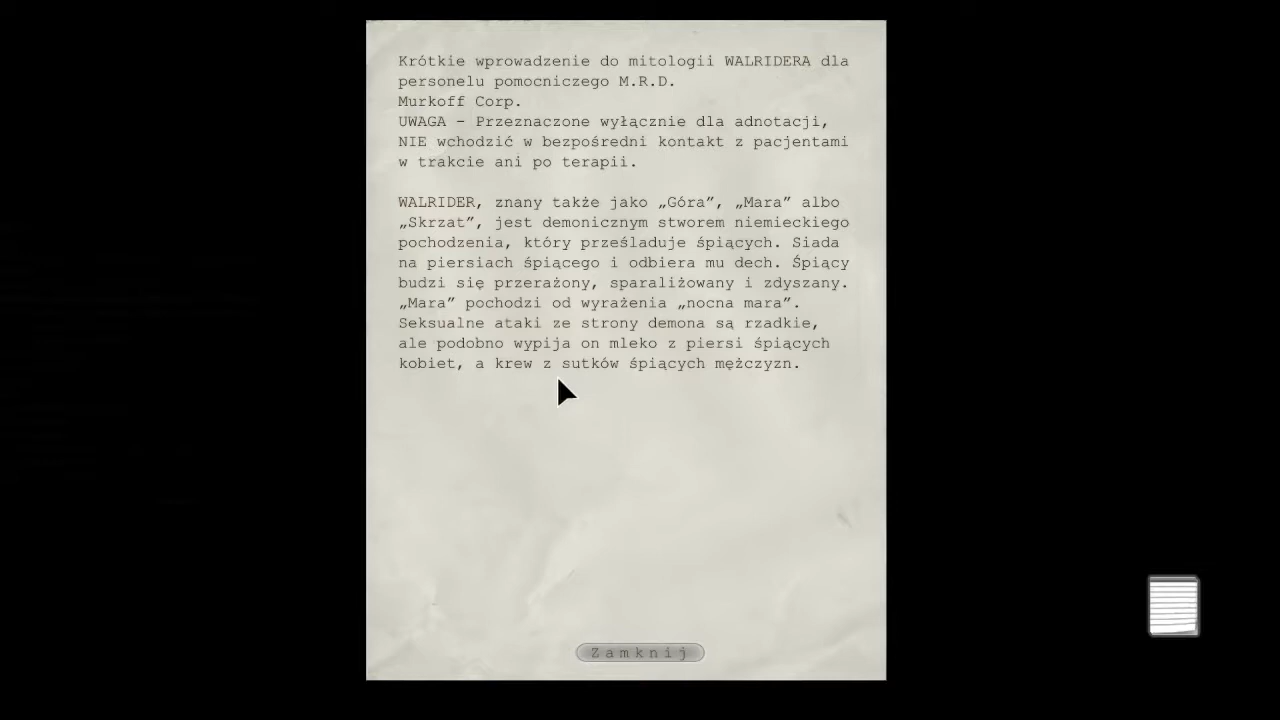 Krótkie wprowadzenie do mitologii WALRIDERA dla
personelu pomocniczego M.R.D.
Murkoff Corp.
UWAGA – Przeznaczone wyłącznie dla adnotacji,
NIE wchodzić w bezpośredni kontakt z pacjentami
w trakcie ani po terapii.
WALRIDER, znany także jako „Góra”, „Mara” albo
„Skrzat”, jest demonicznym stworem niemieckiego
pochodzenia, który prześladuje śpiących. Siada
na piersiach śpiącego i odbiera mu dech. Śpiący
budzi się przerażony, sparaliżowany i zdyszany.
„Mara” pochodzi od wyrażenia „nocna mara”.
Seksualne ataki ze strony demona są rzadkie,
ale podobno wypija on mleko z piersi śpiących
kobiet, a krew z sutków śpiących mężczyzn.
Zamknij